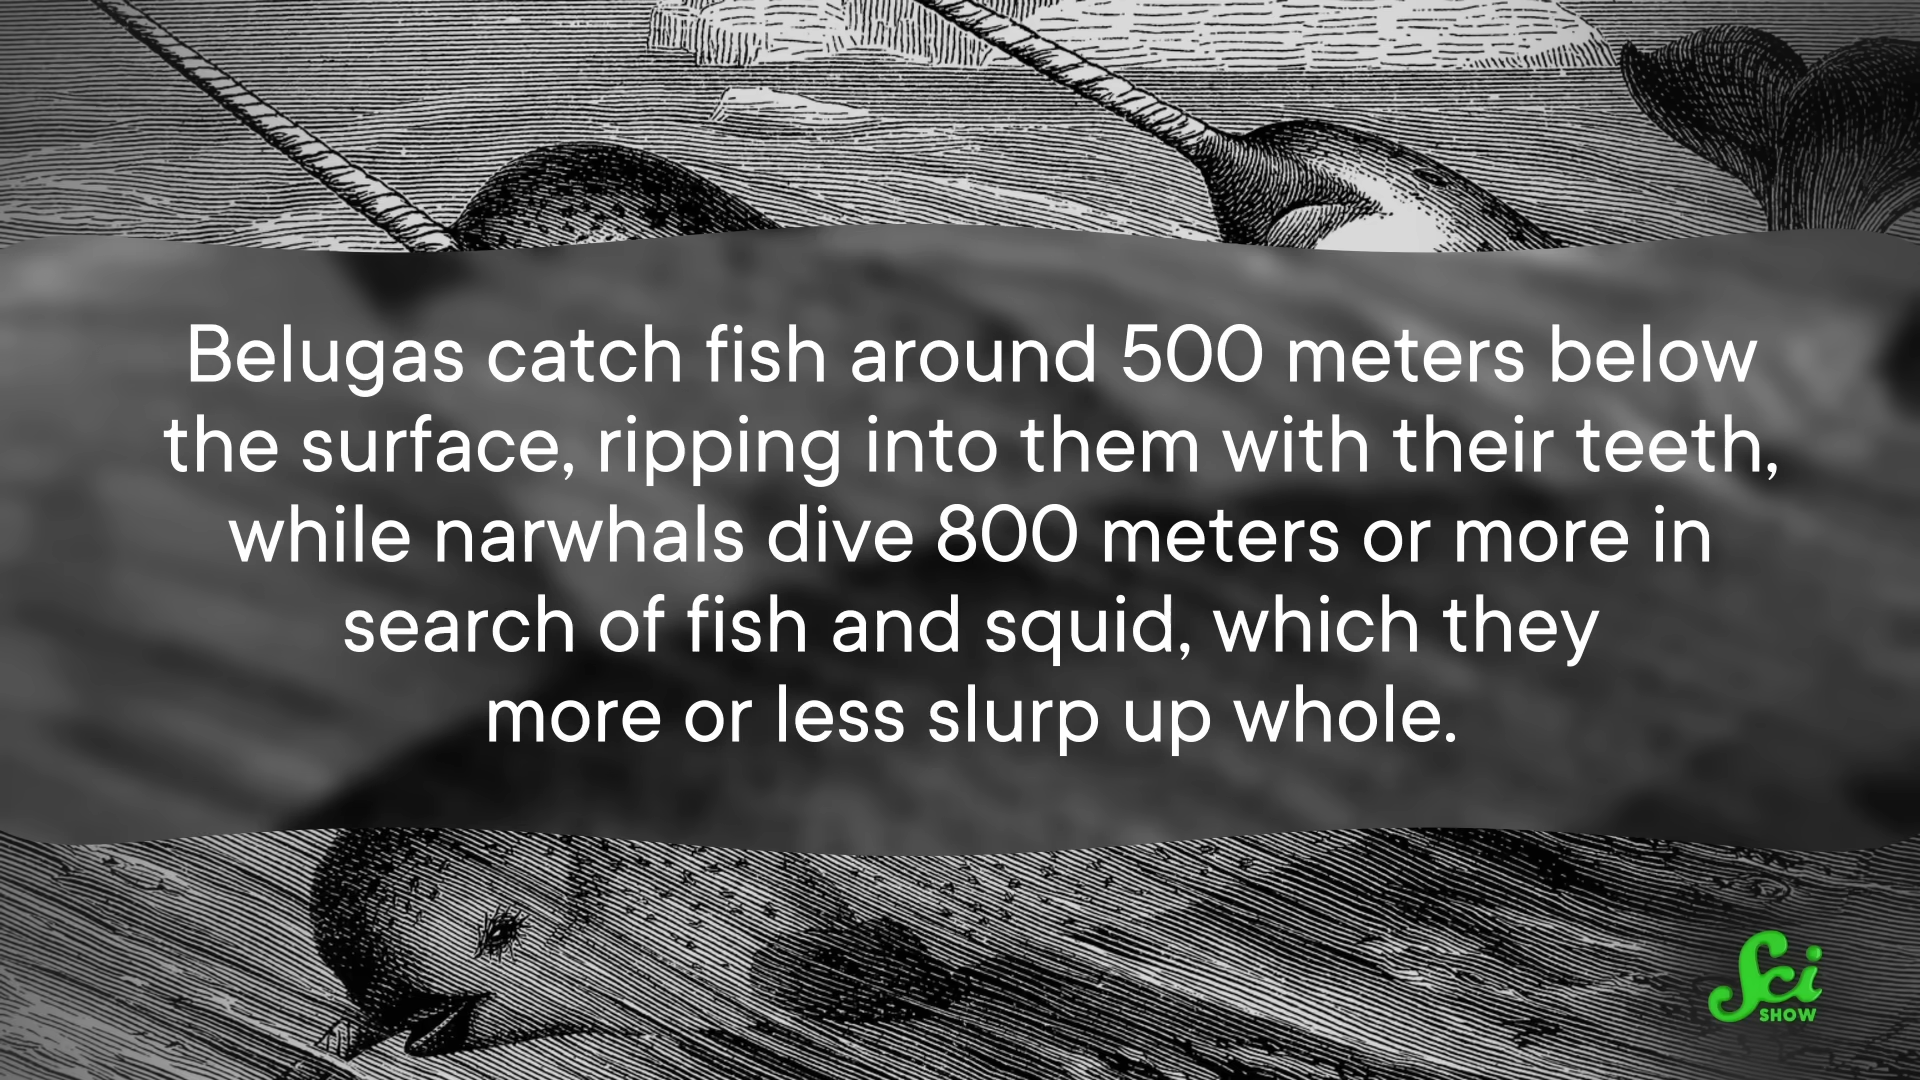 Belugas catch fish around 500 meters below
the surface, ripping into them with their teeth,
while narwhals dive 800 meters or more in
search of fish and squid, which they
more or less slurp up whole.
Sci
SHOW